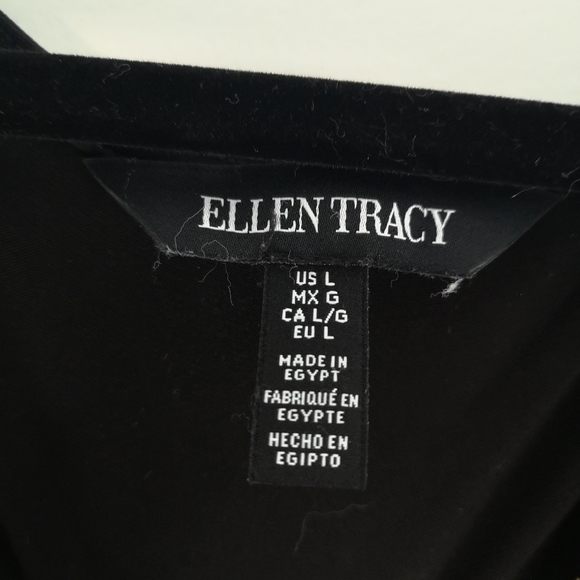 ELLEN TRACY
US L
MX G
CA L/G
EU L
MADE IN
EGYPT
FABRIQUÉ EN
EGYPTE
HECHO EN
EGIPTO